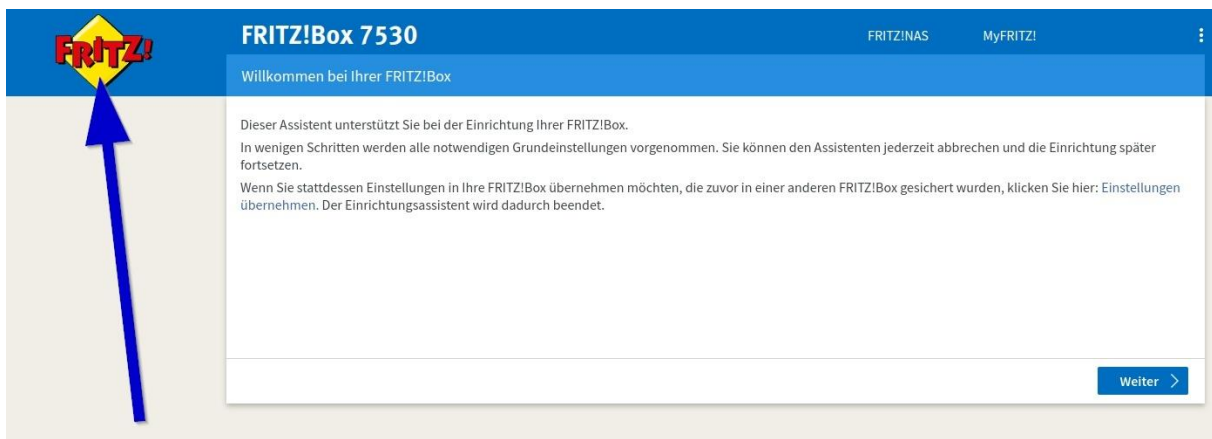 FRITZ!
FRITZ!Box 7530
FRITZ!NAS
MyFRITZ!
Willkommen bei Ihrer FRITZ!Box
Dieser Assistent unterstützt Sie bei der Einrichtung Ihrer FRITZ!Box.
In wenigen Schritten werden alle notwendigen Grundeinstellungen vorgenommen. Sie können den Assistenten jederzeit abbrechen und die Einrichtung später
fortsetzen.
Wenn Sie stattdessen Einstellungen in Ihre FRITZ!Box übernehmen möchten, die zuvor in einer anderen FRITZ!Box gesichert wurden, klicken Sie hier: Einstellungen
übernehmen. Der Einrichtungsassistent wird dadurch beendet.
Weiter